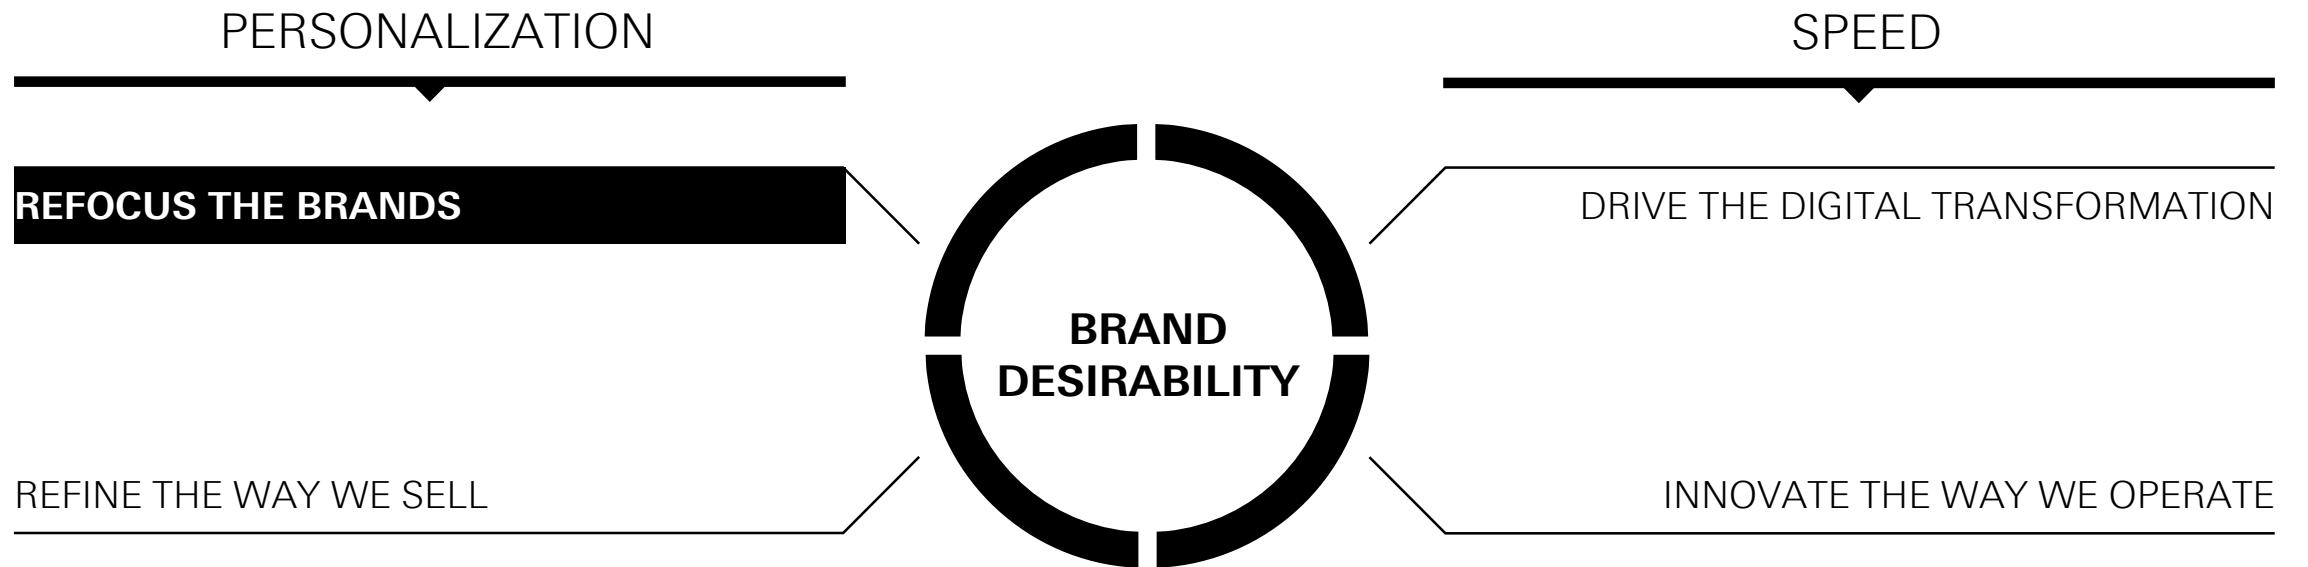 PERSONALIZATION
SPEED
REFOCUS THE BRANDS
DRIVE THE DIGITAL TRANSFORMATION
BRAND
DESIRABILITY
REFINE THE WAY WE SELL
INNOVATE THE WAY WE OPERATE